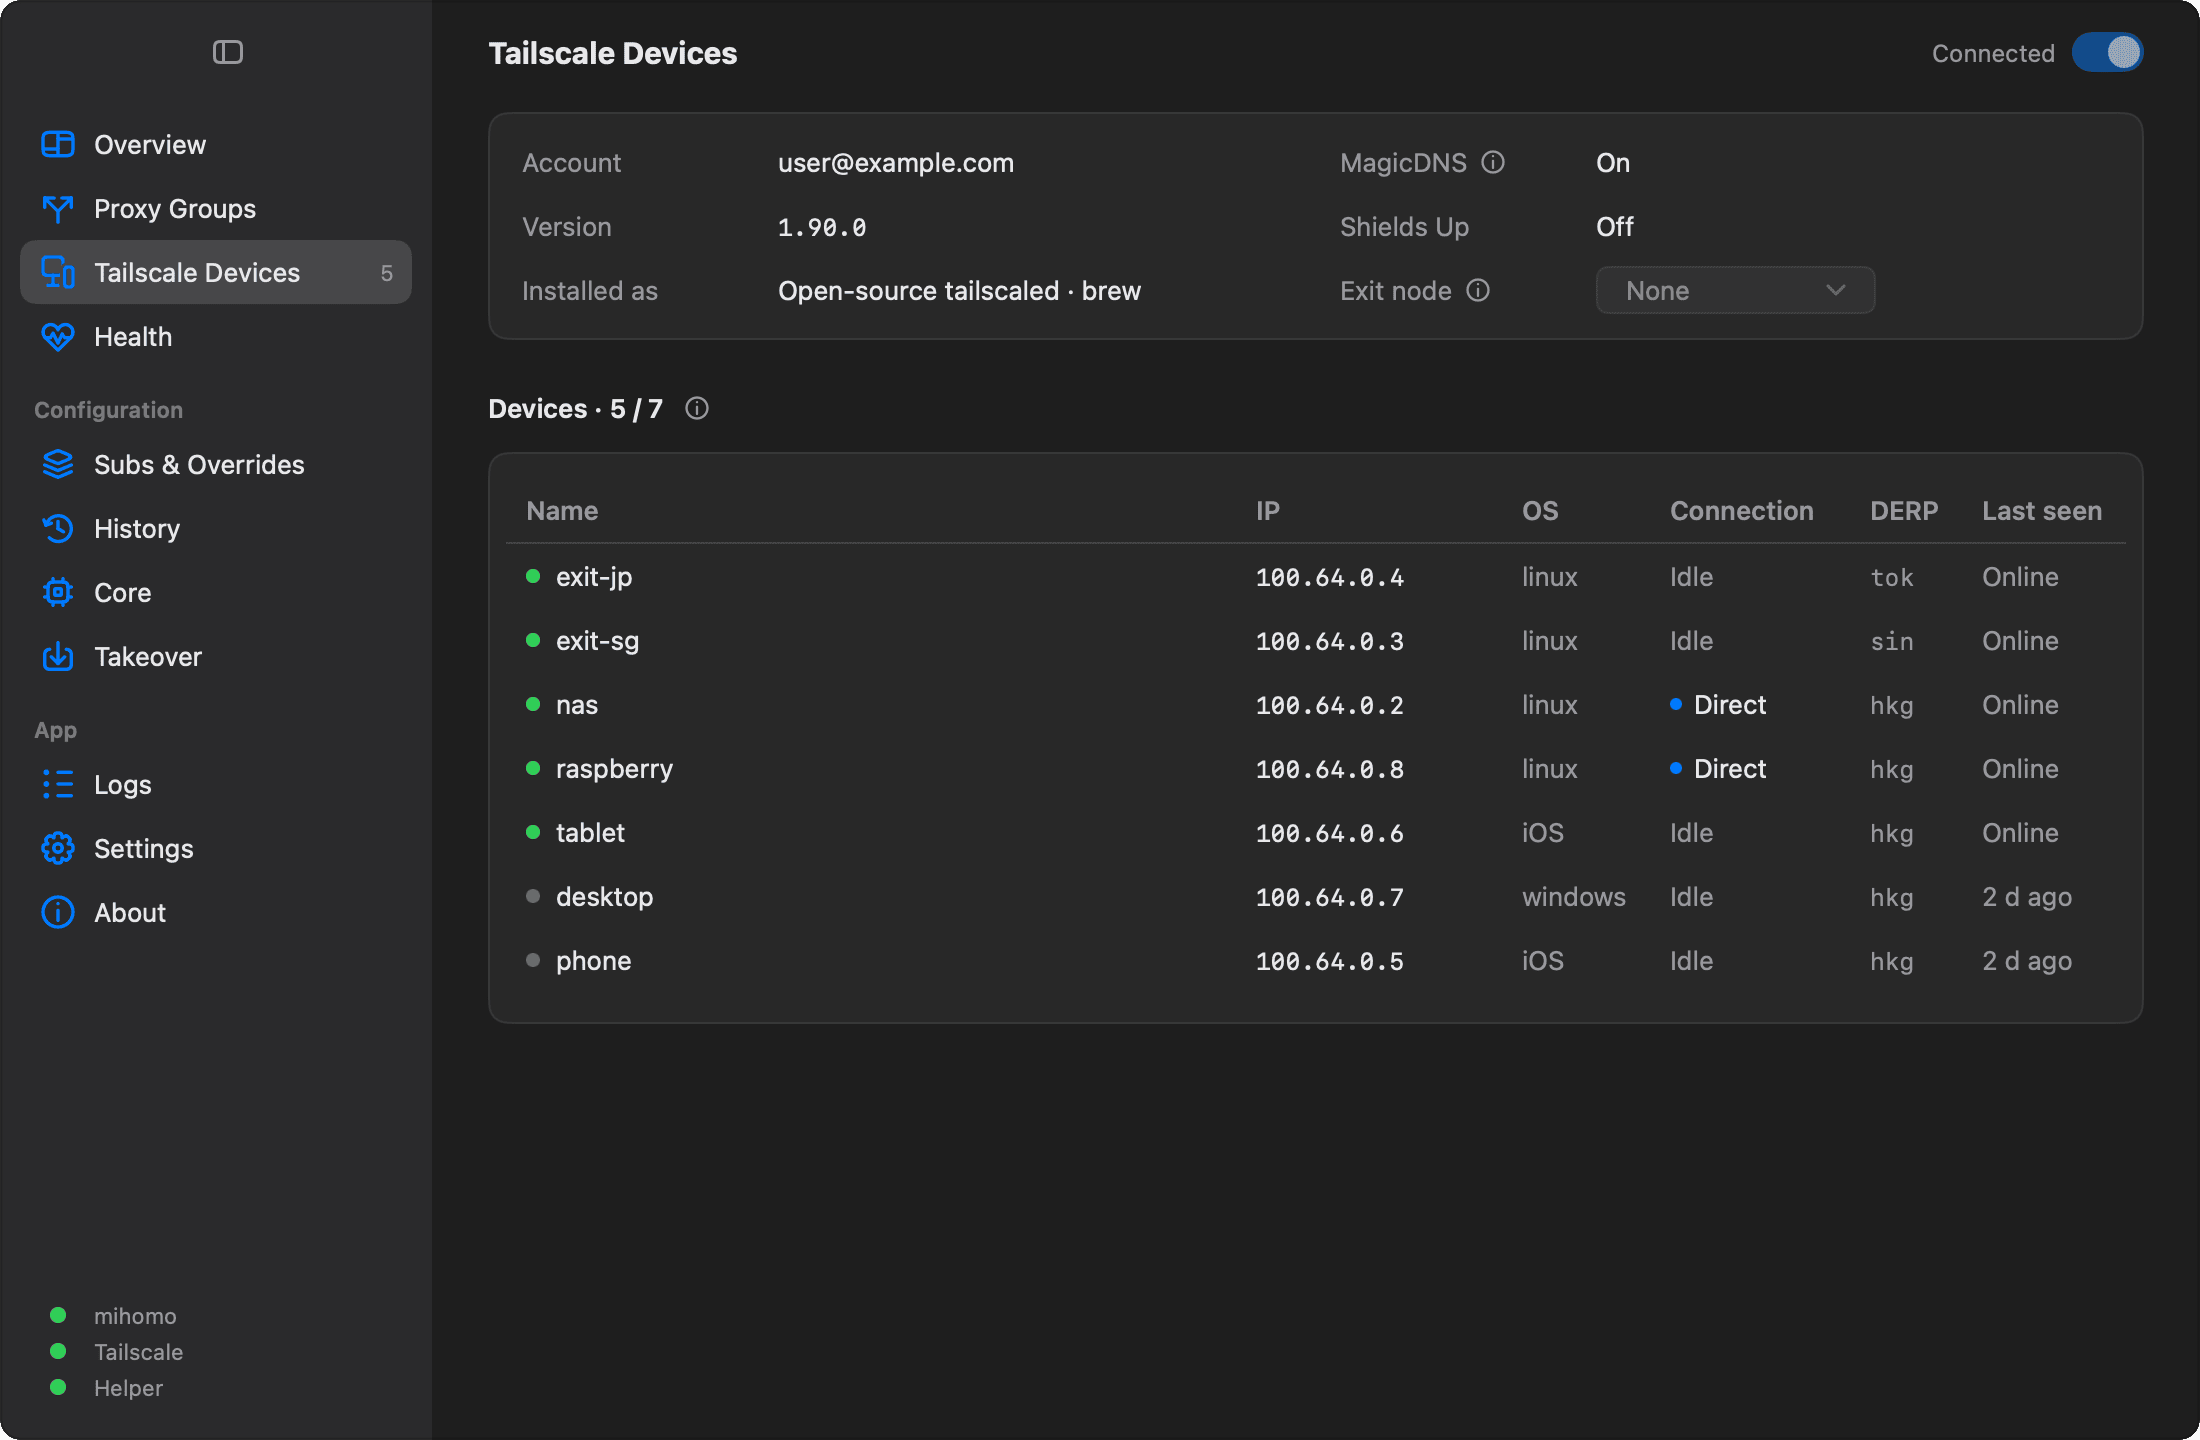 Overview
Proxy Groups
Tailscale Devices 5
Health
Configuration
Subs & Overrides
History
Core
Takeover
App
Logs
Settings
About
mihomo
Tailscale
Helper
Tailscale Devices Connected
Account user@example.com MagicDNS On
Version 1.90.0 Shields Up Off
Installed as Open-source tailscaled · brew Exit node None
Devices · 5 / 7
Name IP OS Connection DERP Last seen
exit-jp 100.64.0.4 linux Idle tok Online
exit-sg 100.64.0.3 linux Idle sin Online
nas 100.64.0.2 linux Direct hkg Online
raspberry 100.64.0.8 linux Direct hkg Online
tablet 100.64.0.6 iOS Idle hkg Online
desktop 100.64.0.7 windows Idle hkg 2 d ago
phone 100.64.0.5 iOS Idle hkg 2 d ago